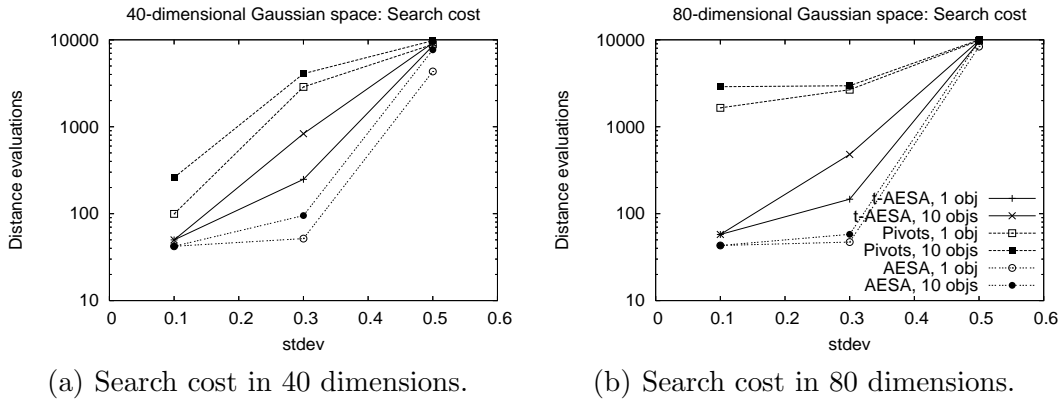 40-dimensional Gaussian space: Search cost
10000
1000
100
10
Distance evaluations
0
0.1
0.2
0.3
0.4
0.5
0.6
stdev
(a) Search cost in 40 dimensions.
80-dimensional Gaussian space: Search cost
10000
1000
100
10
Distance evaluations
t-AESA, 1 obj
t-AESA, 10 objs
Pivots, 1 obj
Pivots, 10 objs
AESA, 1 obj
AESA, 10 objs
0
0.1
0.2
0.3
0.4
0.5
0.6
stdev
(b) Search cost in 80 dimensions.